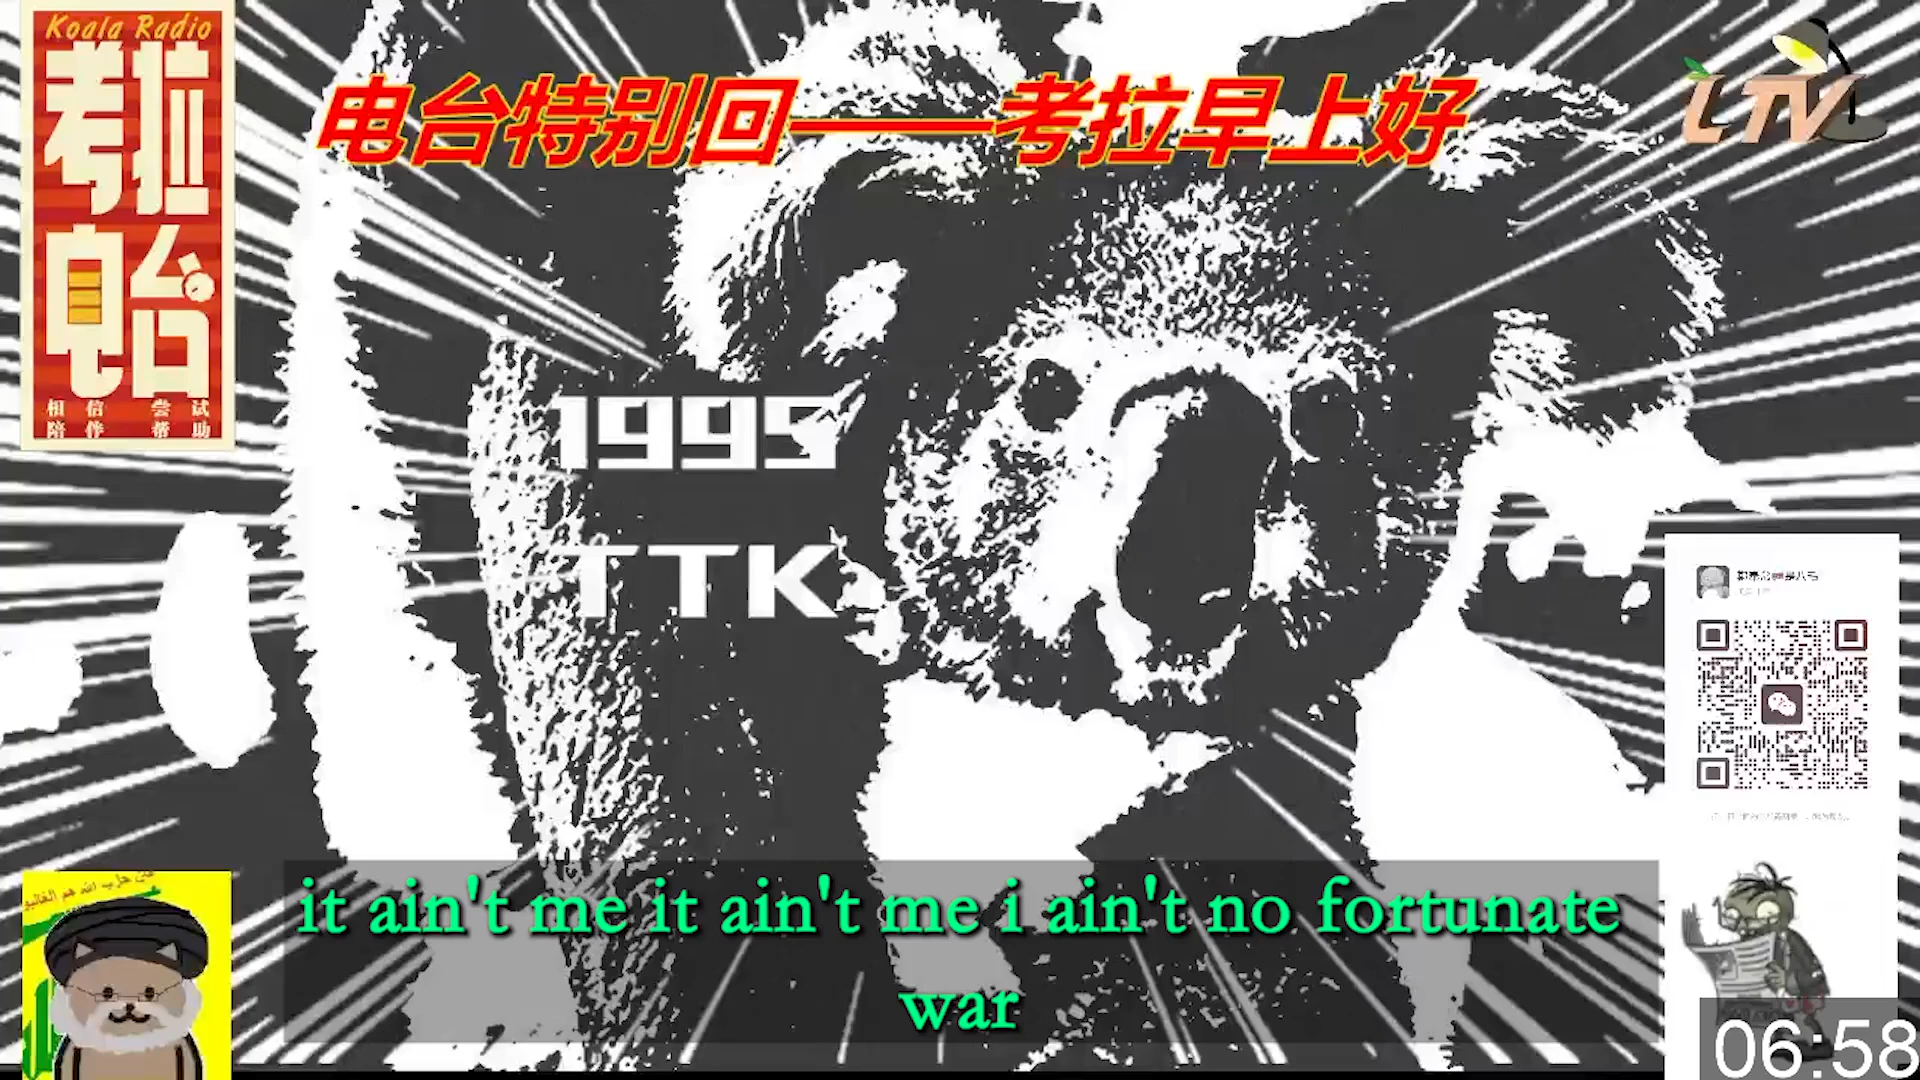 Koala Radio
考拉
电台
相信 尝试
陪伴 帮助
电台特别回——考拉早上好
LTV
1995
TTK
it ain't me it ain't me i ain't no fortunate
war
06:58